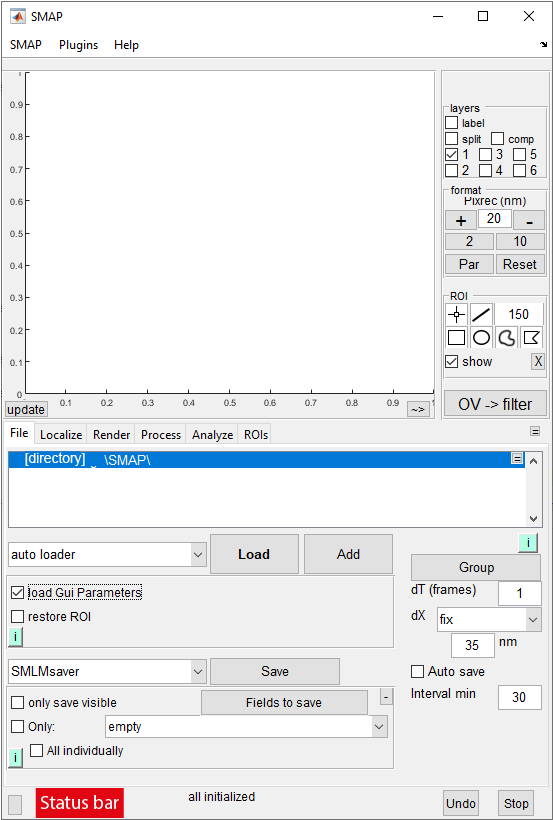 SMAP
SMAP Plugins Help
1
0.9
0.8
0.7
0.6
0.5
0.4
0.3
0.2
0.1
0
0.1 0.2 0.3 0.4 0.5 0.6 0.7 0.8 0.9 1
update
~>
layers
label
split comp
1 3 5
2 4 6
format
Pixrec (nm)
+ 20 -
2 10
Par Reset
ROI
150
show X
OV -> filter
File Localize Render Process Analyze ROIs =
[directory] \SMAP\ =
i
auto loader Load Add
Group
load Gui Parameters
dT (frames) 1
restore ROI
dX fix
i
35 nm
SMLMsaver Save
Auto save
Interval min 30
only save visible Fields to save -
Only: empty
All individually
i
Status bar all initialized Undo Stop